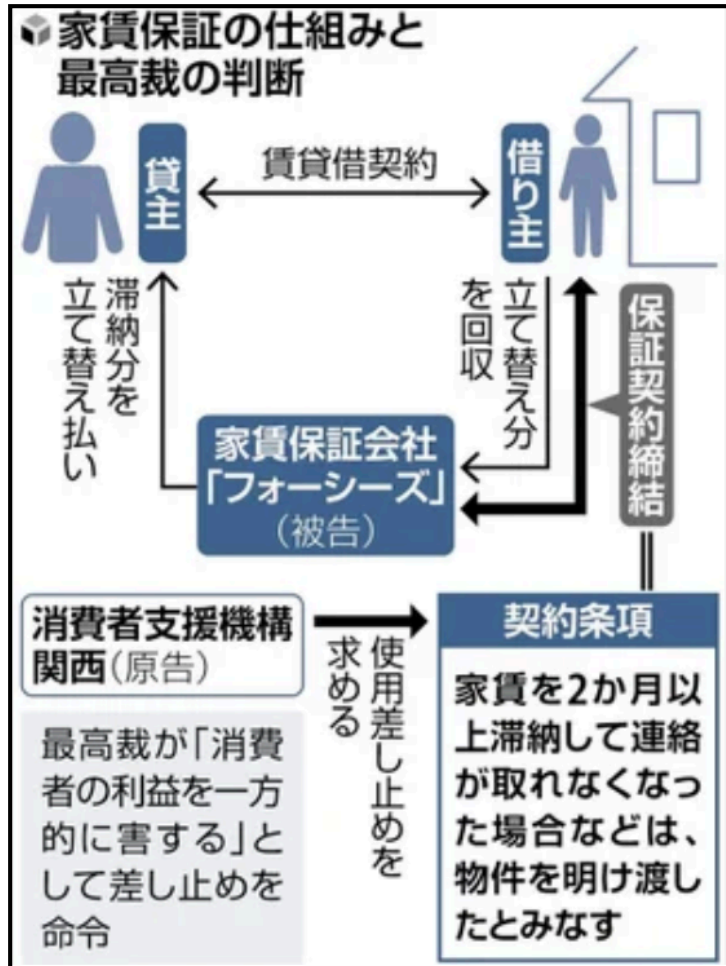 家賃保証の仕組みと
最高裁の判断
貸主
賃貸借契約
借り主
滞納分を
立て替え払い
立て替え分
を回収
保証契約締結
家賃保証会社
「フォーシーズ」
(被告)
消費者支援機構
関西(原告)
使用差し止めを
求める
契約条項
家賃を2か月以
上滞納して連絡
が取れなくなっ
た場合などは、
物件を明け渡し
たとみなす
最高裁が「消費
者の利益を一方
的に害する」と
して差し止めを
命令